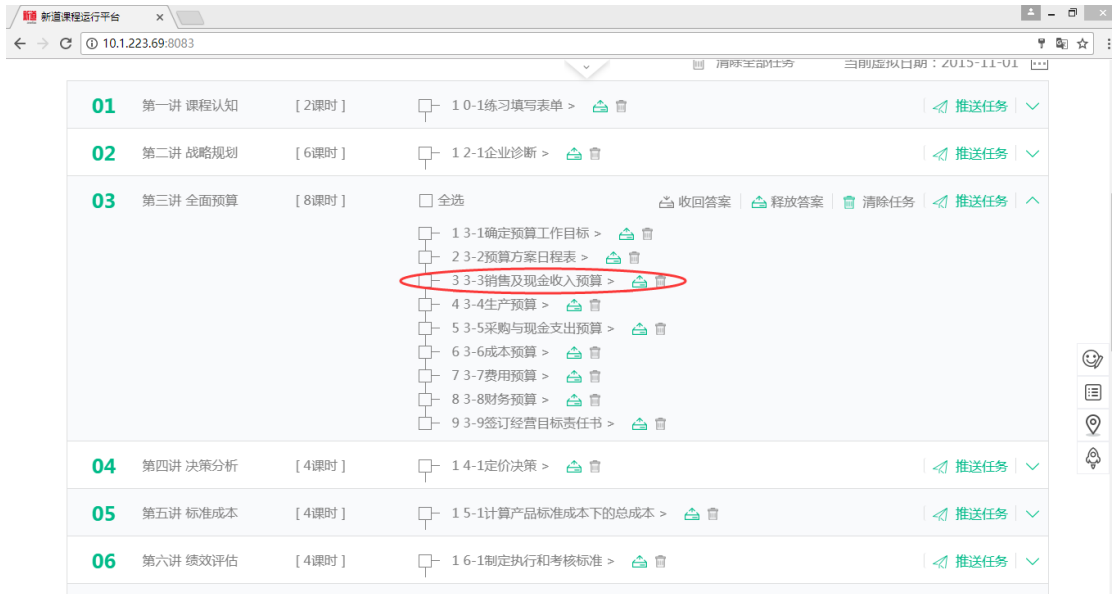 新道 新道课程运行平台
10.1.223.69:8083
清除全部任务 当前虚拟日期：2015-11-01
01 第一讲 课程认知 [ 2课时 ] 1 0-1练习填写表单 > 推送任务
02 第二讲 战略规划 [ 6课时 ] 1 2-1企业诊断 > 推送任务
03 第三讲 全面预算 [ 8课时 ] 全选 收回答案 释放答案 清除任务 推送任务
1 3-1确定预算工作目标 >
2 3-2预算方案日程表 >
3 3-3销售及现金收入预算 >
4 3-4生产预算 >
5 3-5采购与现金支出预算 >
6 3-6成本预算 >
7 3-7费用预算 >
8 3-8财务预算 >
9 3-9签订经营目标责任书 >
04 第四讲 决策分析 [ 4课时 ] 1 4-1定价决策 > 推送任务
05 第五讲 标准成本 [ 4课时 ] 1 5-1计算产品标准成本下的总成本 > 推送任务
06 第六讲 绩效评估 [ 4课时 ] 1 6-1制定执行和考核标准 > 推送任务